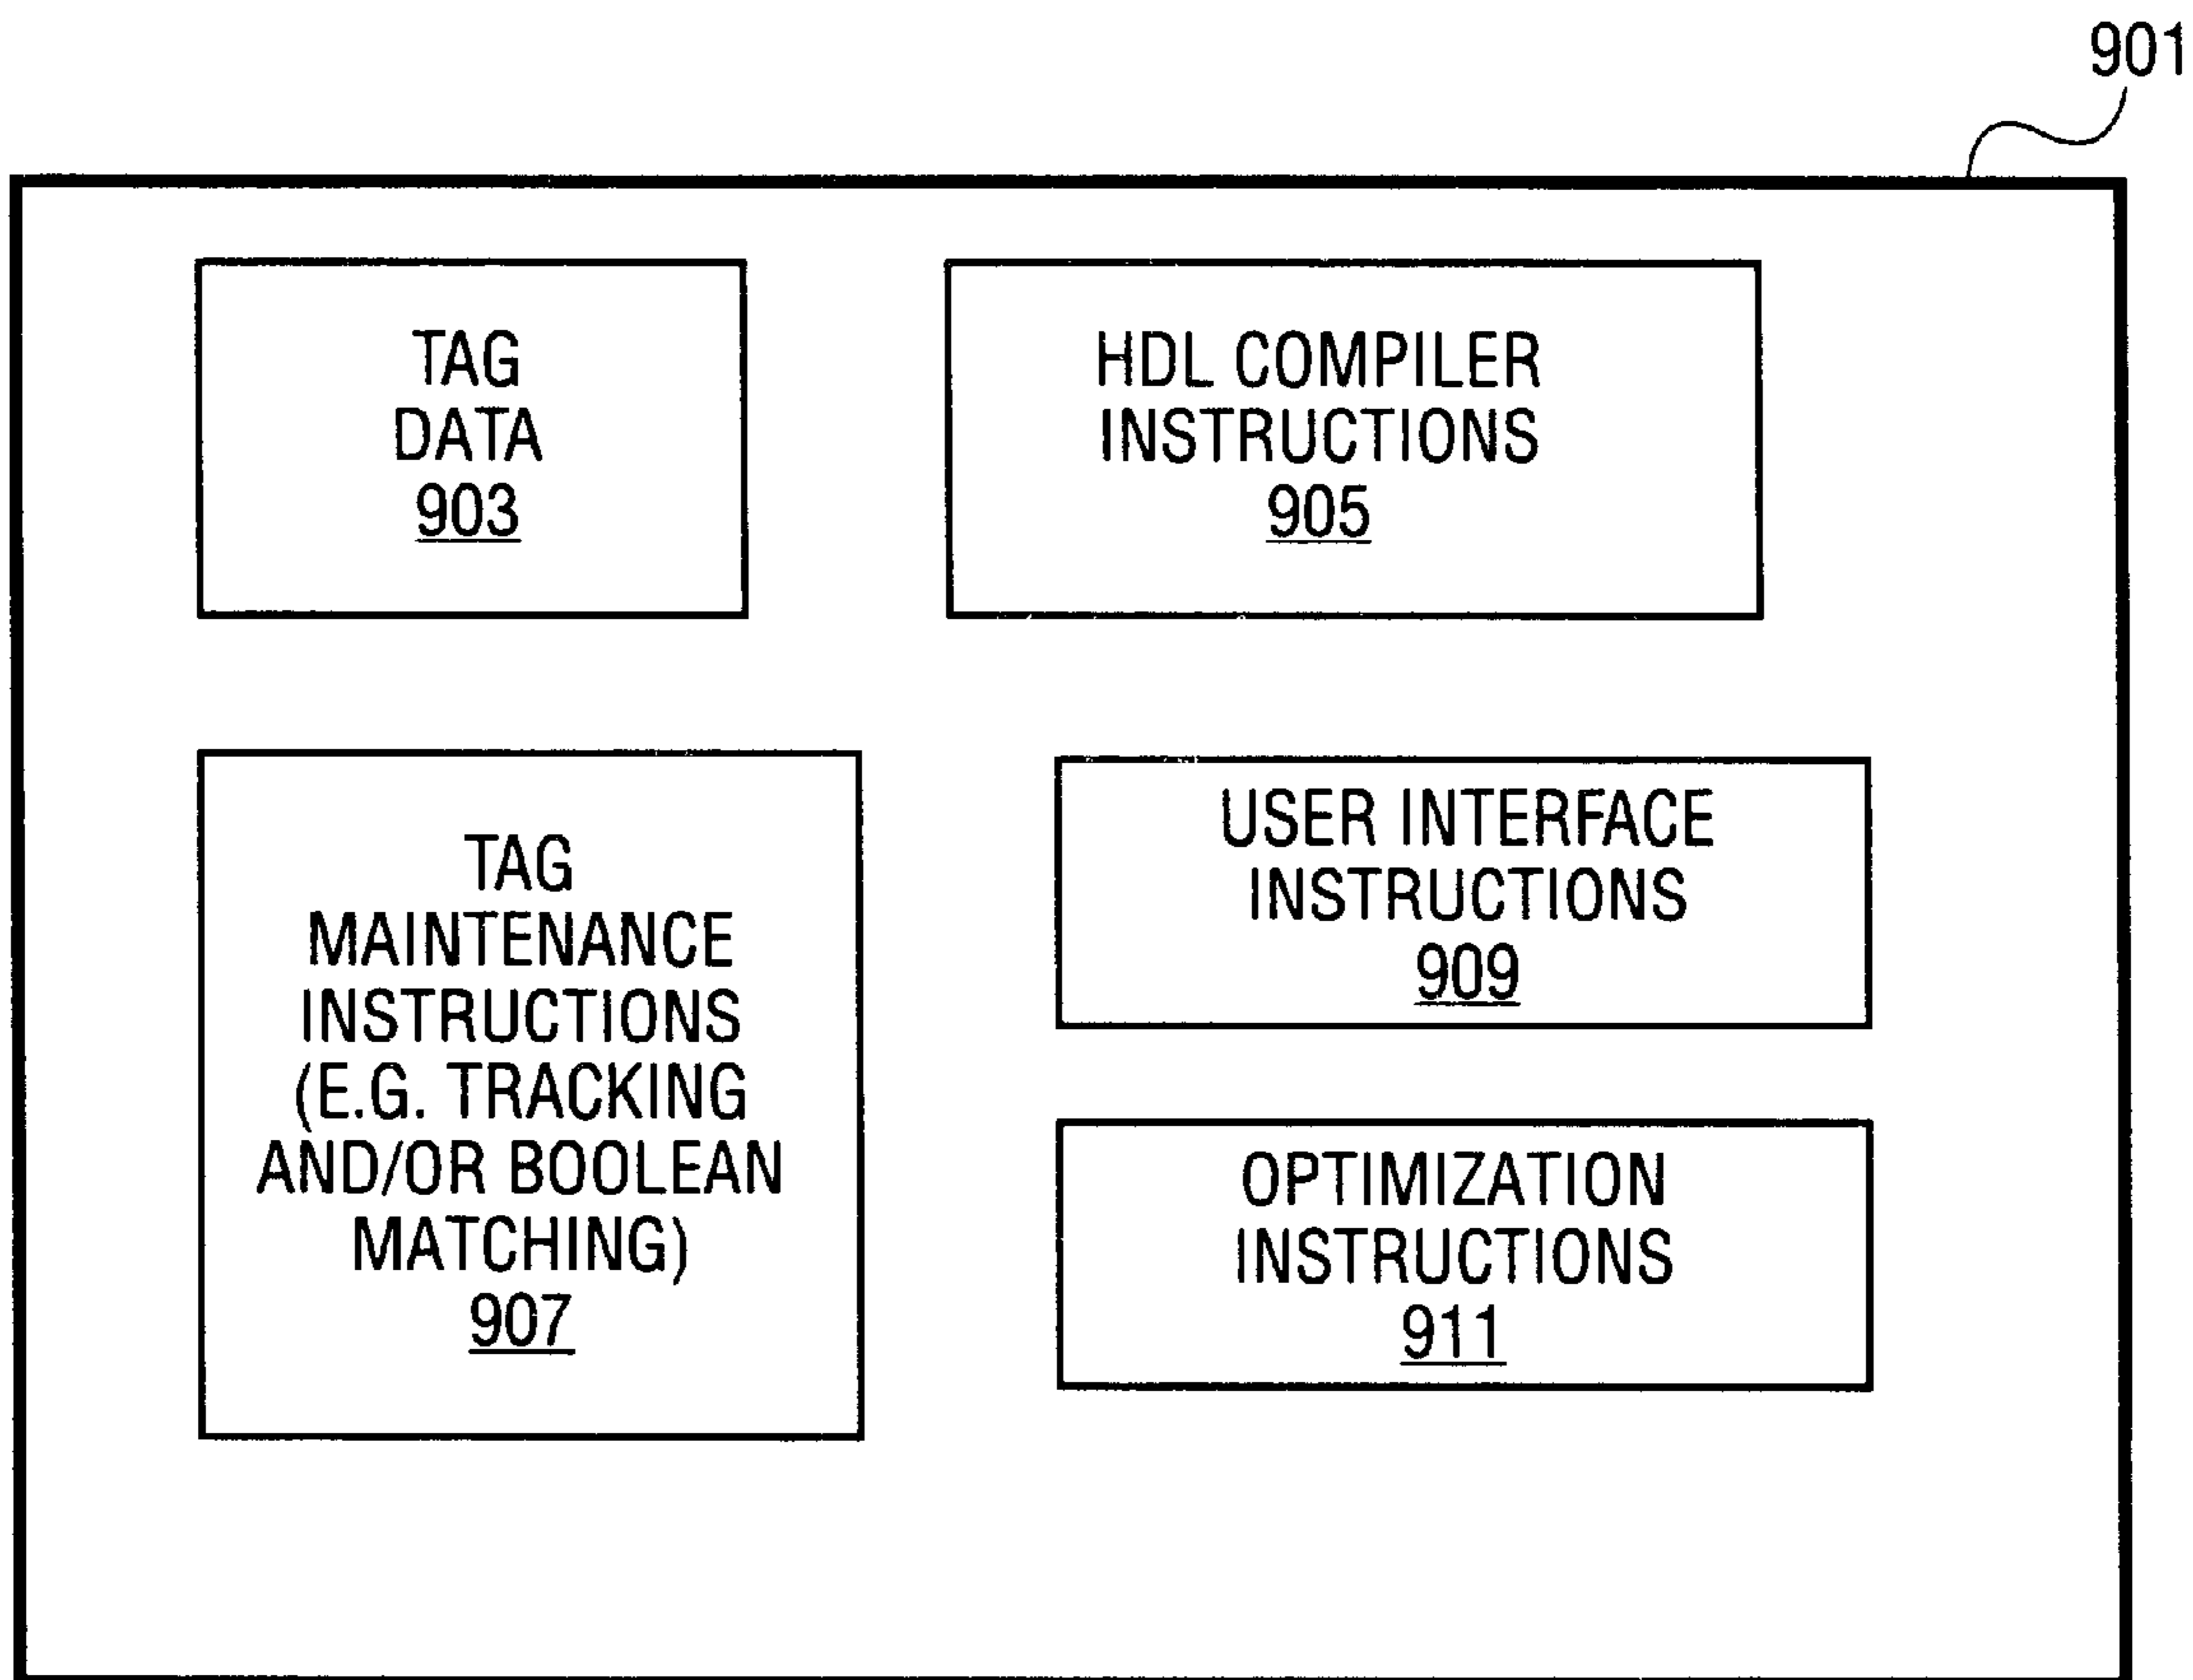 901
TAG
DATA
903
HDL COMPILER
INSTRUCTIONS
905
TAG
MAINTENANCE
INSTRUCTIONS
(E.G. TRACKING
AND/OR BOOLEAN
MATCHING)
907
USER INTERFACE
INSTRUCTIONS
909
OPTIMIZATION
INSTRUCTIONS
911